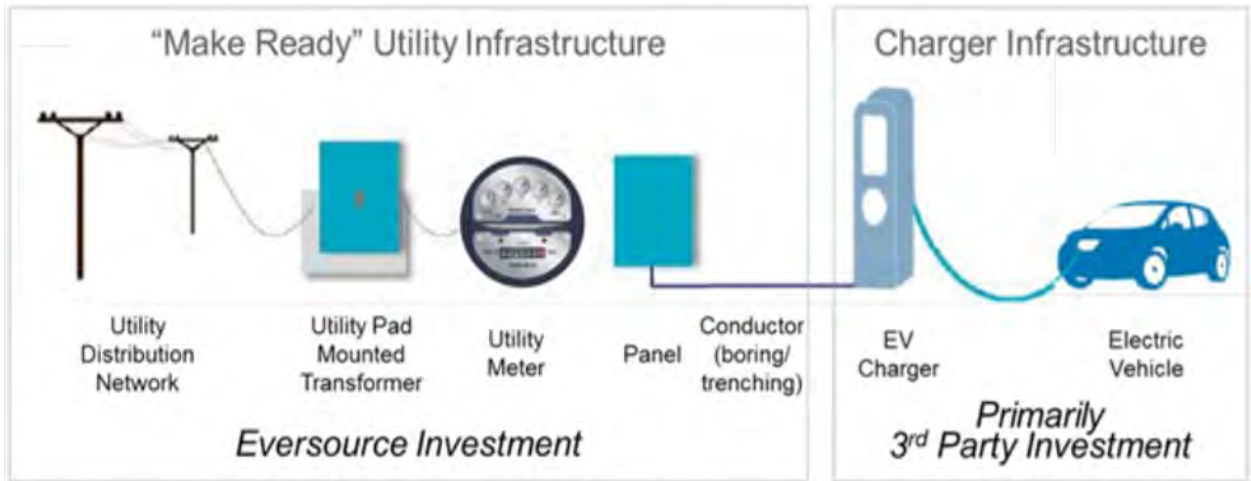 “Make Ready” Utility Infrastructure
Charger Infrastructure
Utility
Distribution
Network
Utility Pad
Mounted
Transformer
Utility
Meter
Panel
Conductor
(boring/
trenching)
EV
Charger
Electric
Vehicle
Eversource Investment
Primarily
3rd Party Investment